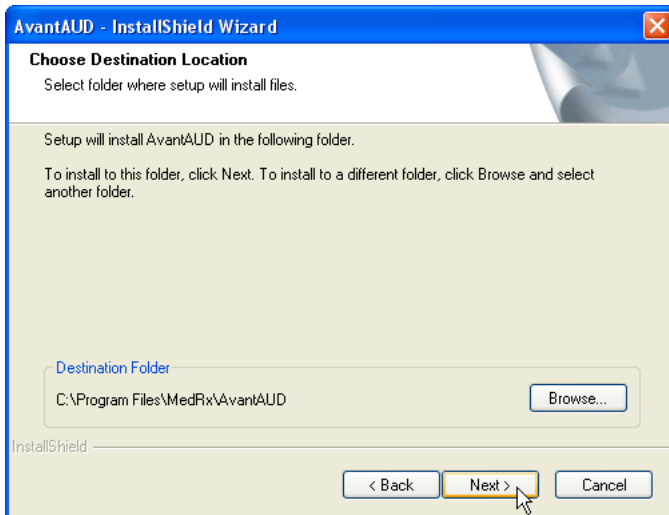 AvantAUD - InstallShield Wizard
Choose Destination Location
Select folder where setup will install files.
Setup will install AvantAUD in the following folder.
To install to this folder, click Next. To install to a different folder, click Browse and select
another folder.
Destination Folder
C:\Program Files\MedRx\AvantAUD
Browse...
InstallShield
< Back
Next >
Cancel